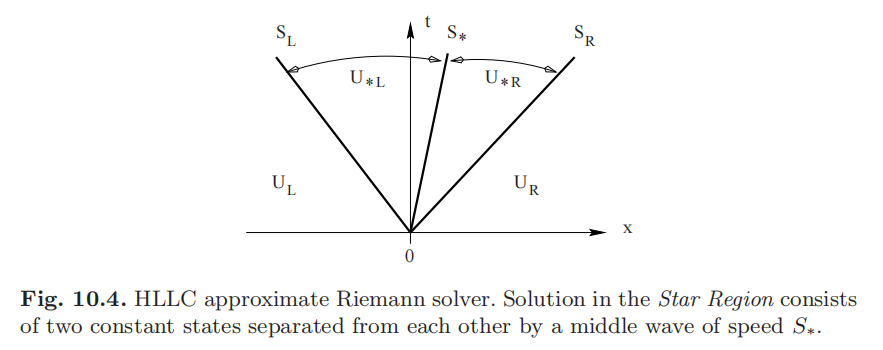 t
S_L
S_*
S_R
U_*L
U_*R
U_L
U_R
x
0
Fig. 10.4. HLLC approximate Riemann solver. Solution in the Star Region consists
of two constant states separated from each other by a middle wave of speed S_*.